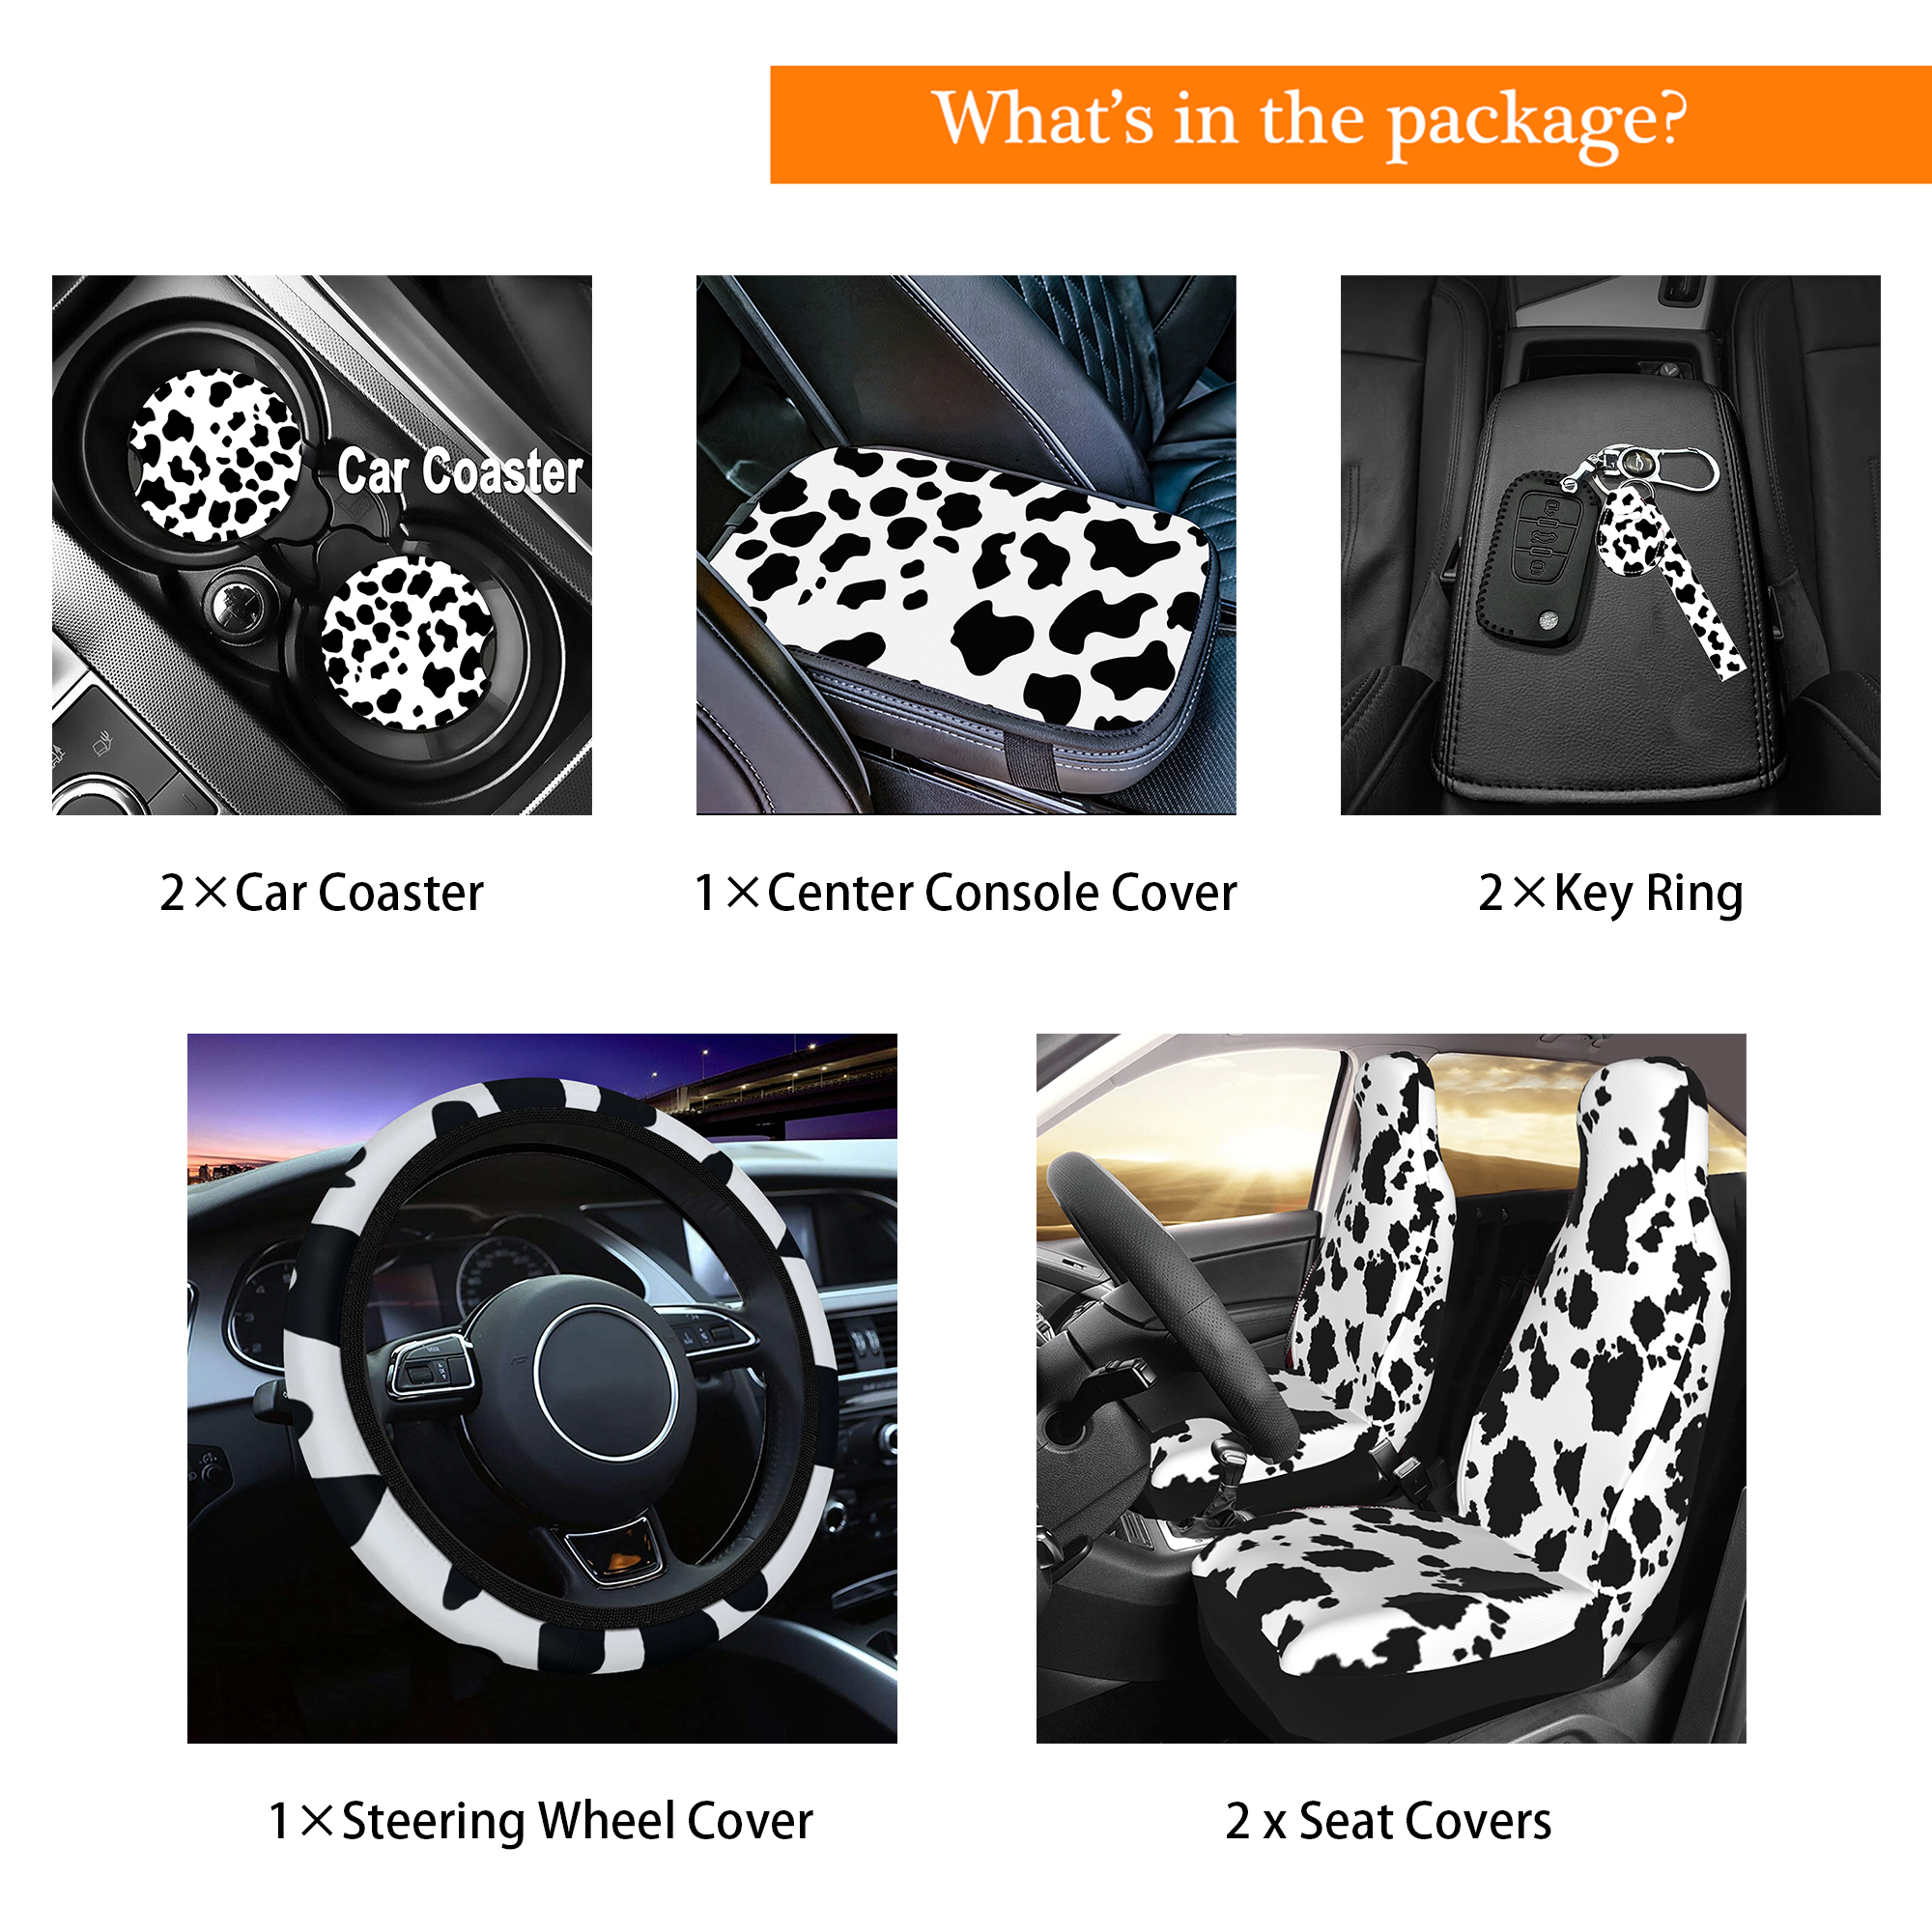 What's in the package?
Car Coaster
2×Car Coaster
1×Center Console Cover
2×Key Ring
1×Steering Wheel Cover
2 x Seat Covers